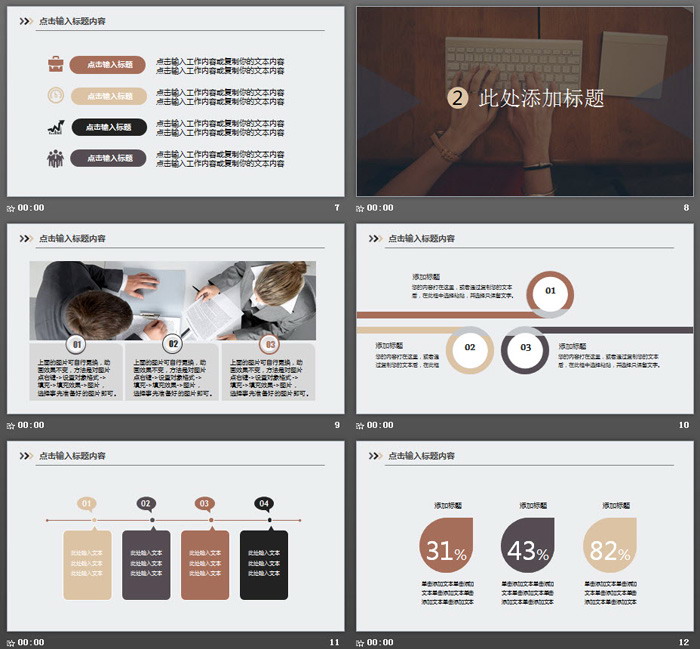 点击输入标题内容
点击输入标题
点击输入工作内容或复制你的文本内容
点击输入工作内容或复制你的文本内容
点击输入标题
点击输入工作内容或复制你的文本内容
点击输入工作内容或复制你的文本内容
点击输入标题
点击输入工作内容或复制你的文本内容
点击输入工作内容或复制你的文本内容
点击输入标题
点击输入工作内容或复制你的文本内容
点击输入工作内容或复制你的文本内容
00:00
7
2 此处添加标题
00:00
8
点击输入标题内容
01
上面的图片可自行更换,助
图效果不变,方法是对图片
点右键->设置对象格式->
填充->填充效果->图片,
选择事先准备好的图片即可。
02
上面的图片可自行更换,助
图效果不变,方法是对图片
点右键->设置对象格式->
填充->填充效果->图片,
选择事先准备好的图片即可。
03
上面的图片可自行更换,助
图效果不变,方法是对图片
点右键->设置对象格式->
填充->填充效果->图片,
选择事先准备好的图片即可。
00:00
9
点击输入标题内容
添加标题
您的内容打在这里,或者通过复制您的文本
后,在此框中选择粘贴,并选择只保留文字。
01
添加标题
您的内容打在这里,或者通
过复制您的文本后,在此框
02
03
添加标题
您的内容打在这里,或者通过复制您的文本
后,在此框中选择粘贴,并选择只保留文字。
00:00
10
点击输入标题内容
01
02
03
04
此处输入文本
此处输入文本
此处输入文本
此处输入文本
此处输入文本
此处输入文本
此处输入文本
此处输入文本
此处输入文本
此处输入文本
此处输入文本
此处输入文本
00:00
11
点击输入标题内容
添加标题
31%
单击添加文本单击添加
文本单击添加文本单击
添加文本添加文本
添加标题
43%
单击添加文本单击添加
文本单击添加文本单击
添加文本添加文本
添加标题
82%
单击添加文本单击添加
文本单击添加文本单击
添加文本添加文本
00:00
12